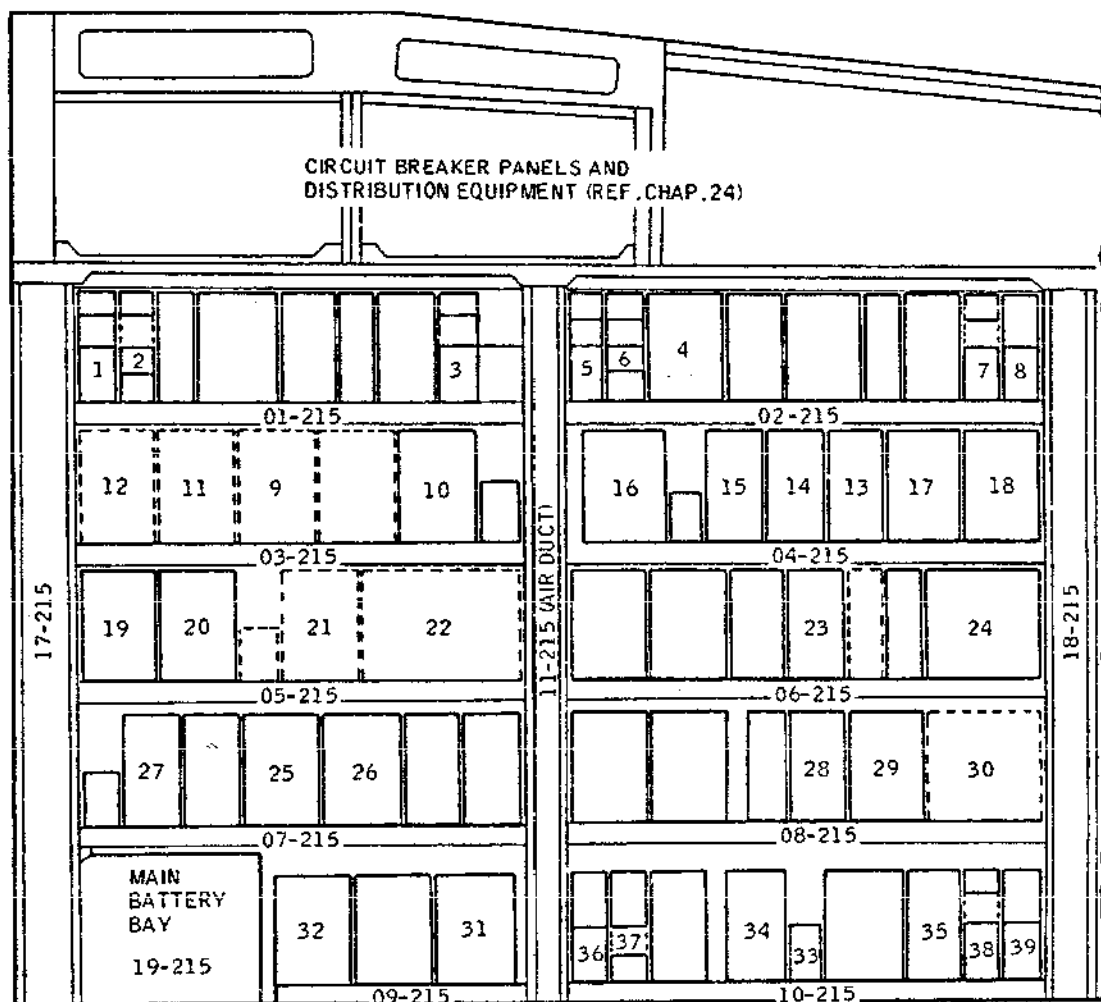 CIRCUIT BREAKER PANELS AND
DISTRIBUTION EQUIPMENT (REF.CHAP.24)
1 2 3 5 6 4 7 8
01-215 02-215
12 11 9 10 16 15 14 13 17 18
03-215 04-215
17-215
11-215 (AIR DUCT)
18-215
19 20 21 22 23 24
05-215 06-215
27 25 26 28 29 30
07-215 08-215
MAIN
BATTERY
BAY
19-215
32 31 36 37 34 33 35 38 39
09-215 10-215